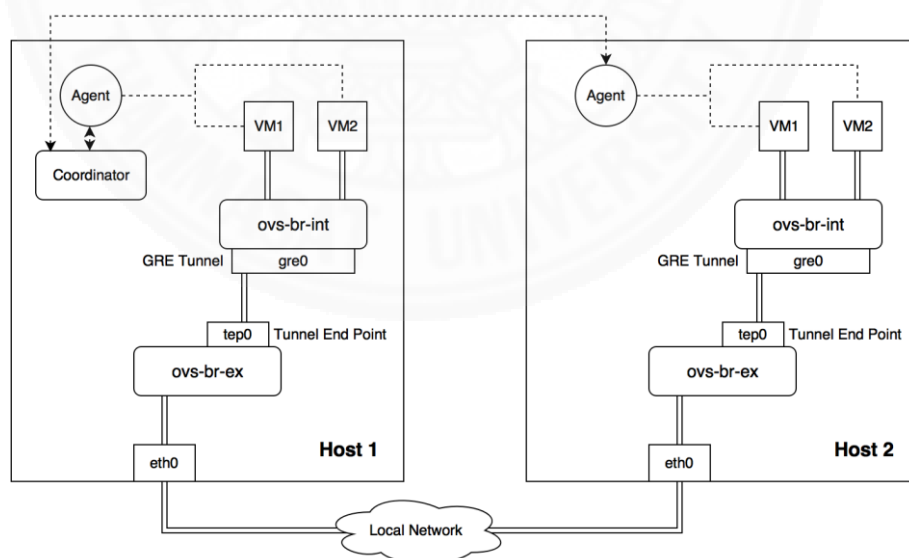 Agent
VM1
VM2
Coordinator
ovs-br-int
GRE Tunnel
gre0
tep0
Tunnel End Point
ovs-br-ex
Host 1
eth0
Agent
VM1
VM2
ovs-br-int
GRE Tunnel
gre0
tep0
Tunnel End Point
ovs-br-ex
Host 2
eth0
Local Network
UNIVERSITY